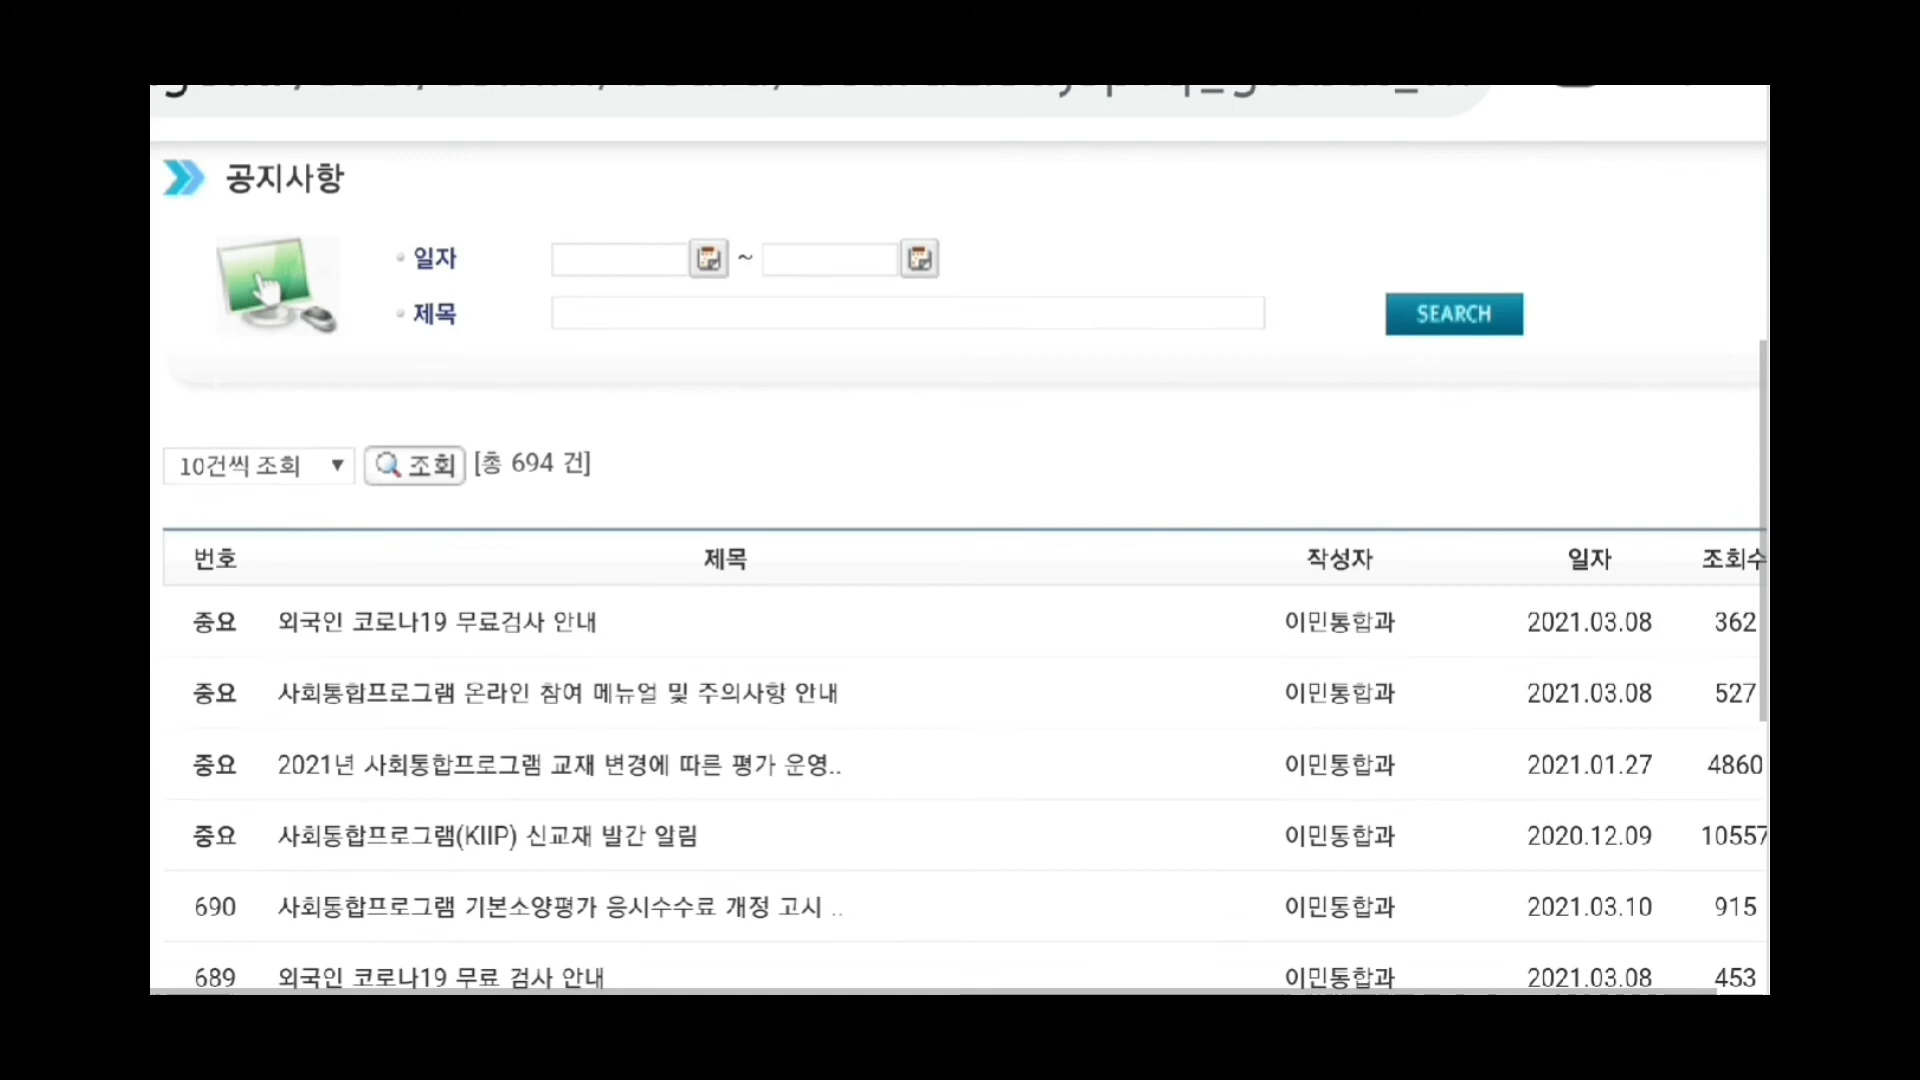 공지사항
일자 ~
제목 SEARCH
10건씩 조회 ▼ 조회 [총 694 건]
번호 제목 작성자 일자 조회수
중요 외국인 코로나19 무료검사 안내 이민통합과 2021.03.08 362
중요 사회통합프로그램 온라인 참여 메뉴얼 및 주의사항 안내 이민통합과 2021.03.08 527
중요 2021년 사회통합프로그램 교재 변경에 따른 평가 운영.. 이민통합과 2021.01.27 4860
중요 사회통합프로그램(KIIP) 신교재 발간 알림 이민통합과 2020.12.09 10557
690 사회통합프로그램 기본소양평가 응시수수료 개정 고시 .. 이민통합과 2021.03.10 915
689 외국인 코로나19 무료 검사 안내 이민통합과 2021.03.08 453